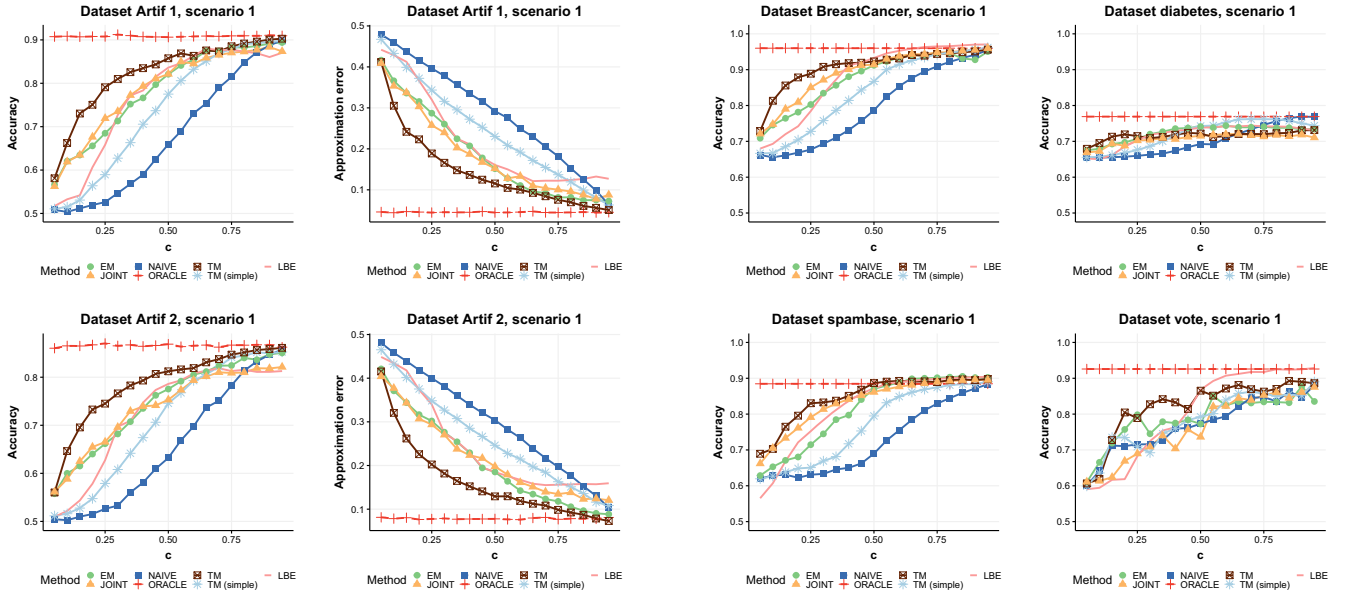 Dataset Artif 1, scenario 1
Accuracy
0.9
0.8
0.7
0.6
0.5
0.25
0.50
0.75
c
Method EM NAIVE TM LBE
JOINT ORACLE TM (simple)
Dataset Artif 1, scenario 1
Approximation error
0.5
0.4
0.3
0.2
0.1
0.25
0.50
0.75
c
Method EM NAIVE TM LBE
JOINT ORACLE TM (simple)
Dataset BreastCancer, scenario 1
Accuracy
1.0
0.9
0.8
0.7
0.6
0.5
0.25
0.50
0.75
c
Method EM NAIVE TM LBE
JOINT ORACLE TM (simple)
Dataset diabetes, scenario 1
Accuracy
1.0
0.9
0.8
0.7
0.6
0.5
0.25
0.50
0.75
c
Method EM NAIVE TM LBE
JOINT ORACLE TM (simple)
Dataset Artif 2, scenario 1
Accuracy
0.8
0.7
0.6
0.5
0.25
0.50
0.75
c
Method EM NAIVE TM LBE
JOINT ORACLE TM (simple)
Dataset Artif 2, scenario 1
Approximation error
0.5
0.4
0.3
0.2
0.1
0.25
0.50
0.75
c
Method EM NAIVE TM LBE
JOINT ORACLE TM (simple)
Dataset spambase, scenario 1
Accuracy
1.0
0.9
0.8
0.7
0.6
0.5
0.25
0.50
0.75
c
Method EM NAIVE TM LBE
JOINT ORACLE TM (simple)
Dataset vote, scenario 1
Accuracy
1.0
0.9
0.8
0.7
0.6
0.5
0.25
0.50
0.75
c
Method EM NAIVE TM LBE
JOINT ORACLE TM (simple)